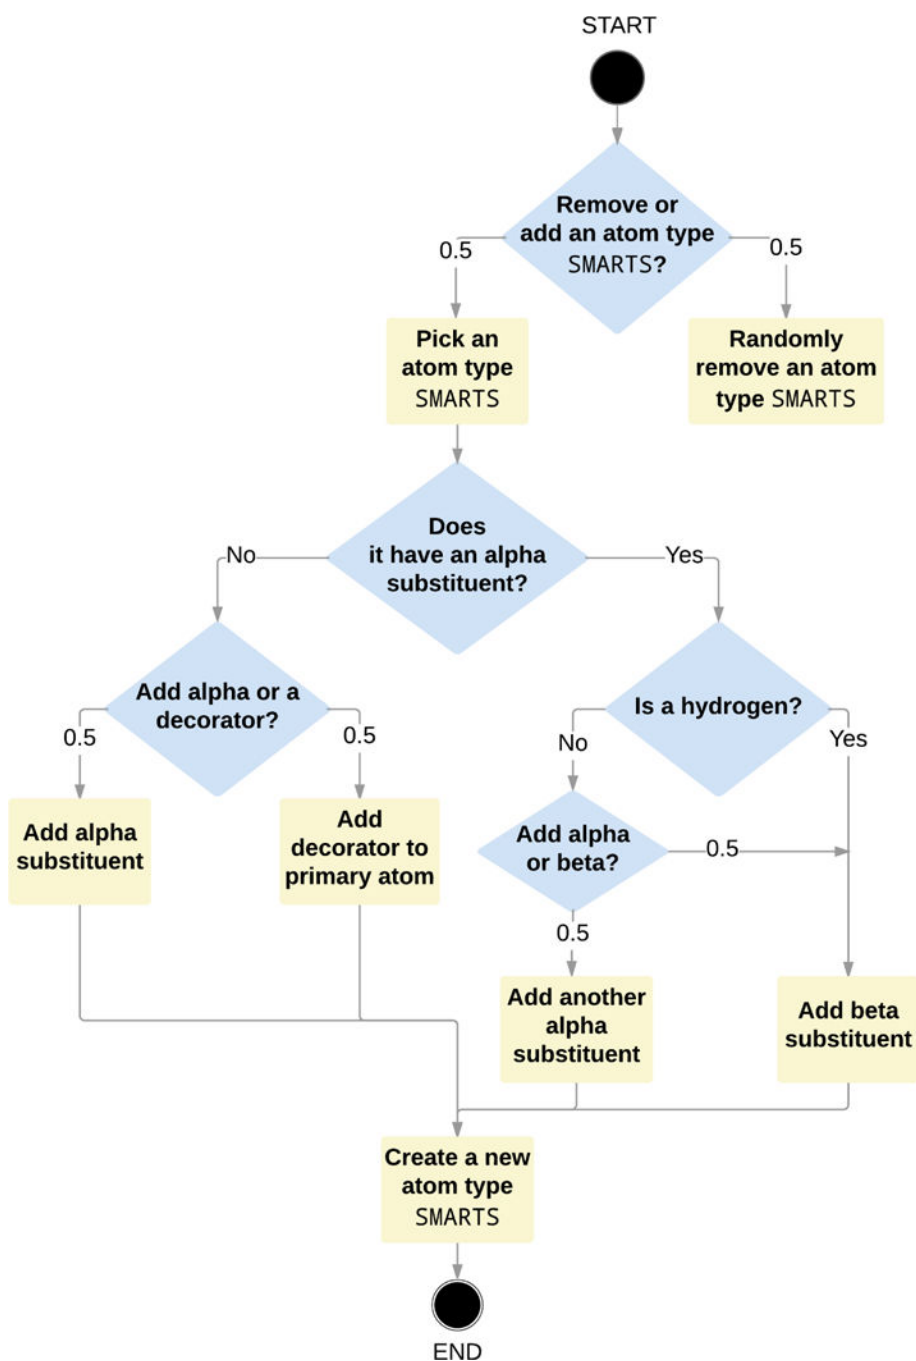 START
Remove or
add an atom type
SMARTS?
0.5
0.5
Pick an
atom type
SMARTS
Randomly
remove an atom
type SMARTS
Does
it have an alpha
substituent?
No
Yes
Add alpha or a
decorator?
Is a hydrogen?
0.5
0.5
No
Yes
Add alpha
substituent
Add
decorator to
primary atom
Add alpha
or beta?
0.5
0.5
Add another
alpha
substituent
Add beta
substituent
Create a new
atom type
SMARTS
END